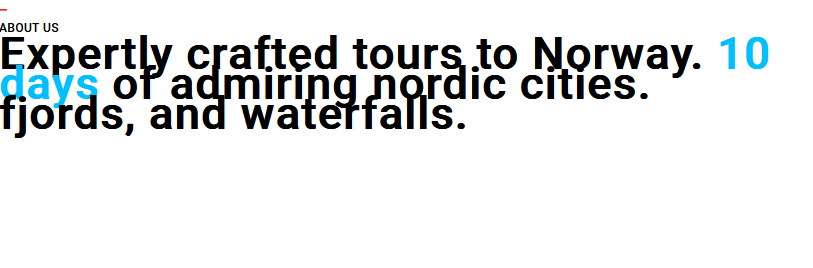 ABOUT US
Expertly crafted tours to Norway. 10
days of admiring nordic cities.
fjords, and waterfalls.